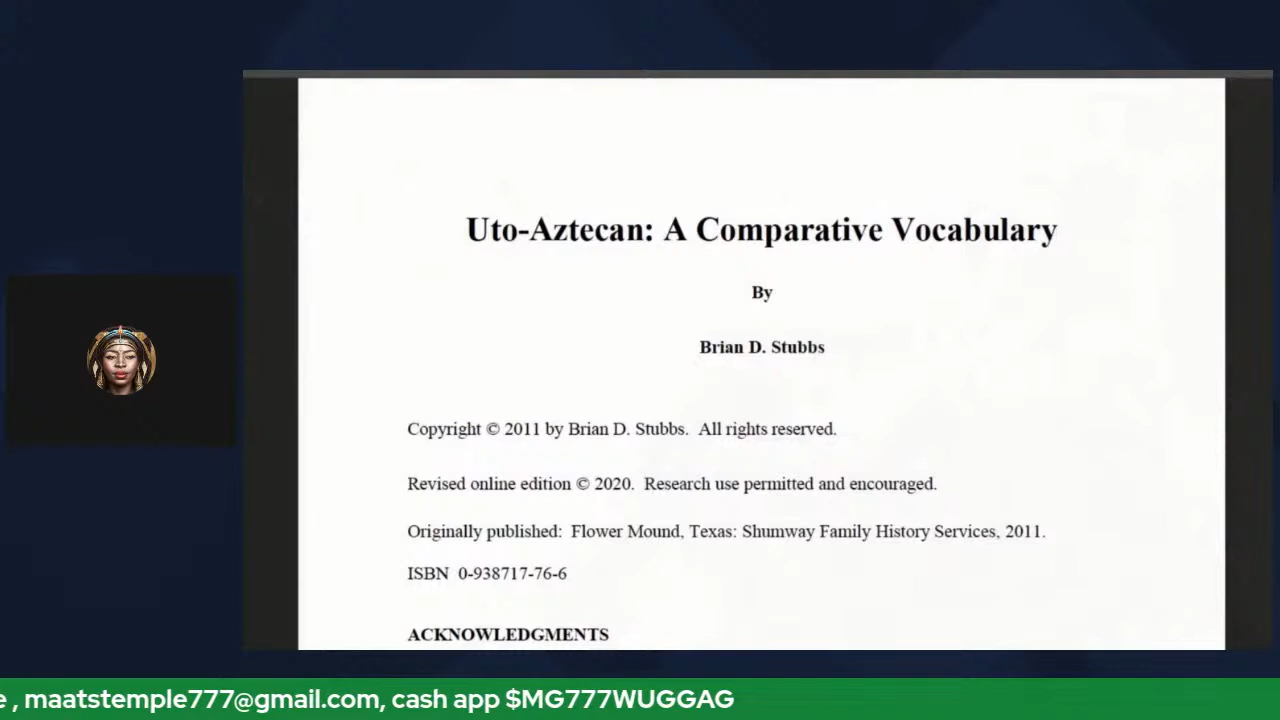 Uto-Aztecan: A Comparative Vocabulary
By
Brian D. Stubbs
Copyright © 2011 by Brian D. Stubbs. All rights reserved.
Revised online edition © 2020. Research use permitted and encouraged.
Originally published: Flower Mound, Texas: Shumway Family History Services, 2011.
ISBN 0-938717-76-6
ACKNOWLEDGMENTS
, maatstemple777@gmail.com, cash app $MG777WUGGAG